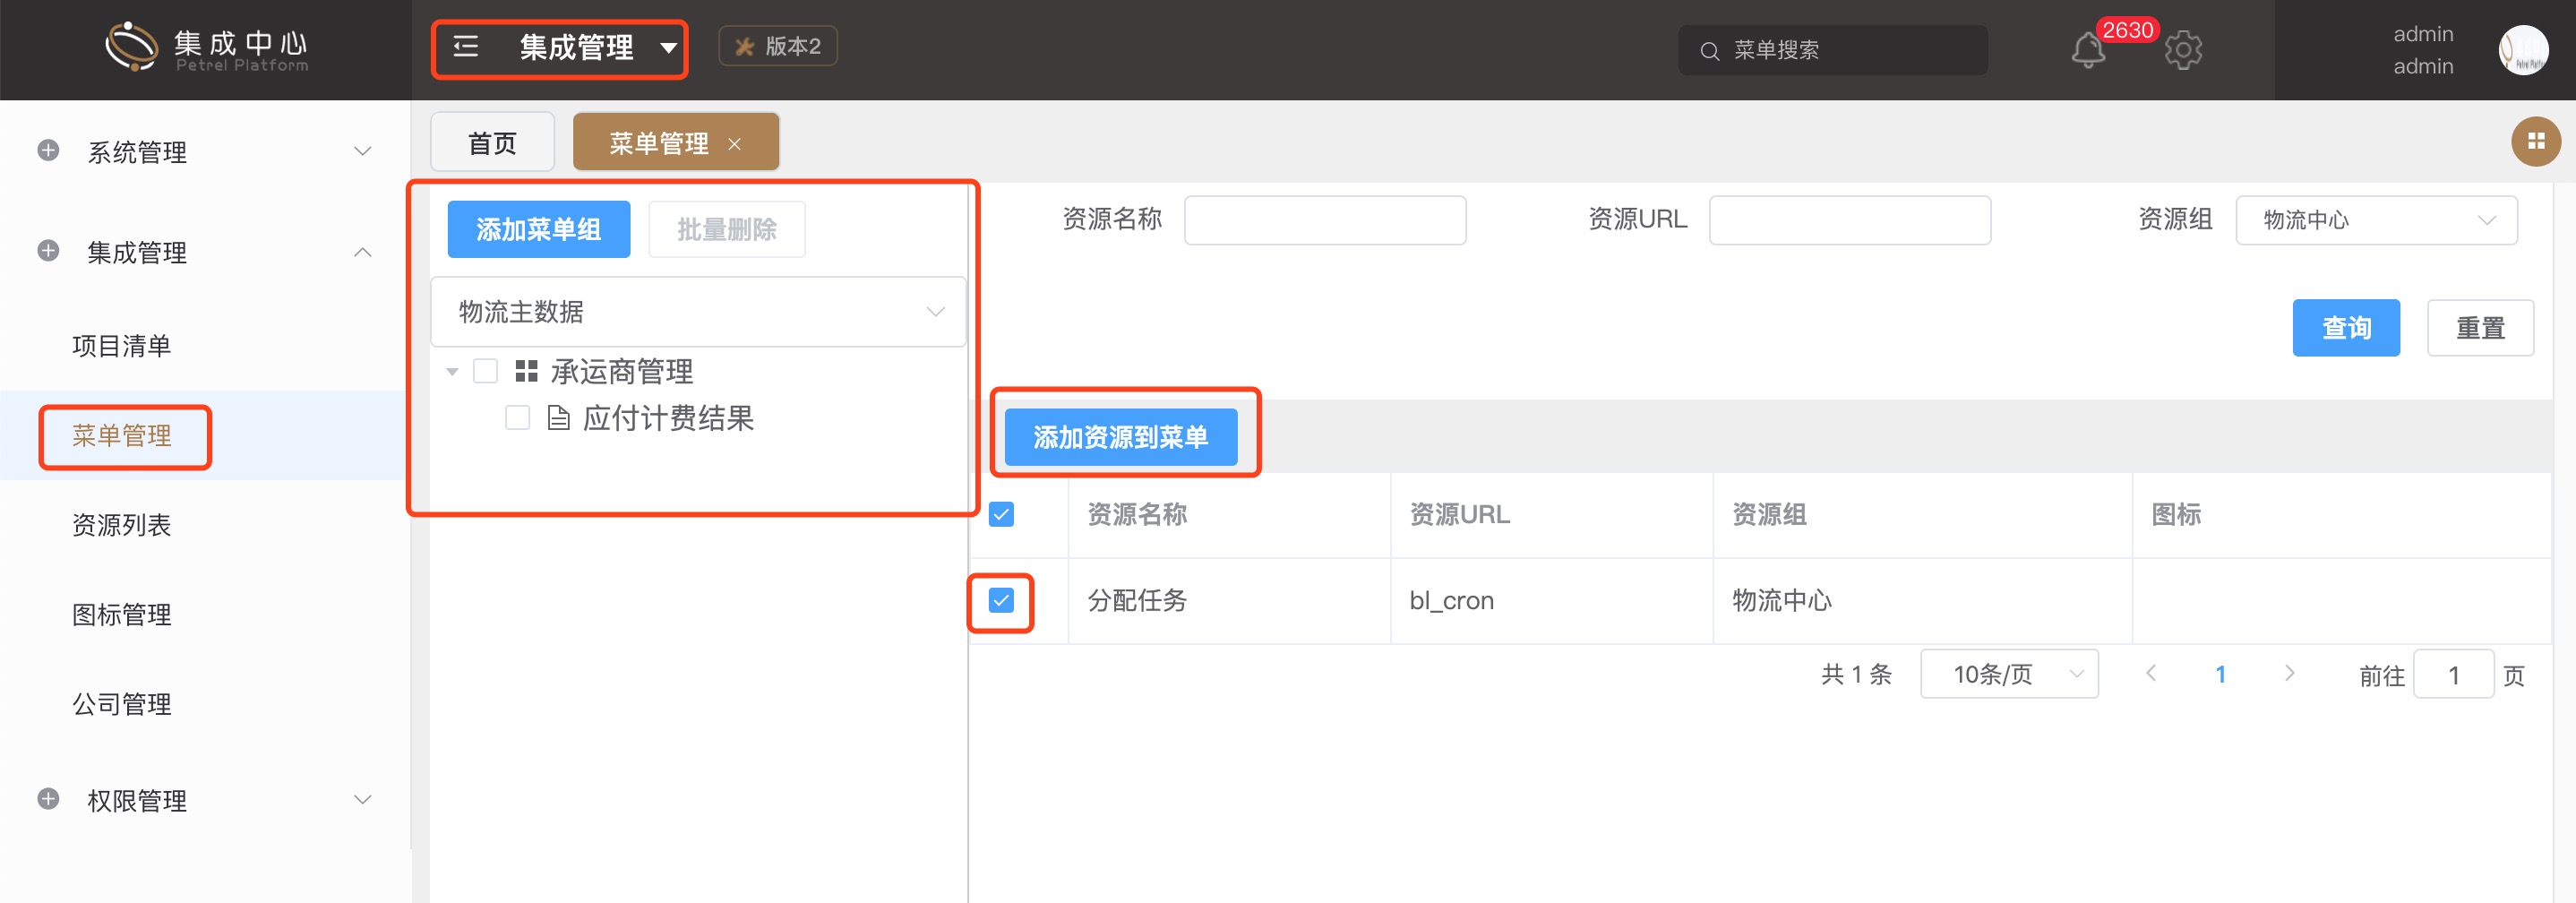 集成中心
Petrel Platform
集成管理
版本2
菜单搜索
2630
admin
admin
系统管理
集成管理
项目清单
菜单管理
资源列表
图标管理
公司管理
权限管理
首页
菜单管理
添加菜单组
批量删除
物流主数据
承运商管理
应付计费结果
资源名称
资源URL
资源组
物流中心
查询
重置
添加资源到菜单
资源名称 资源URL 资源组 图标
分配任务 bl_cron 物流中心
共 1 条 10条/页 1 前往 1 页